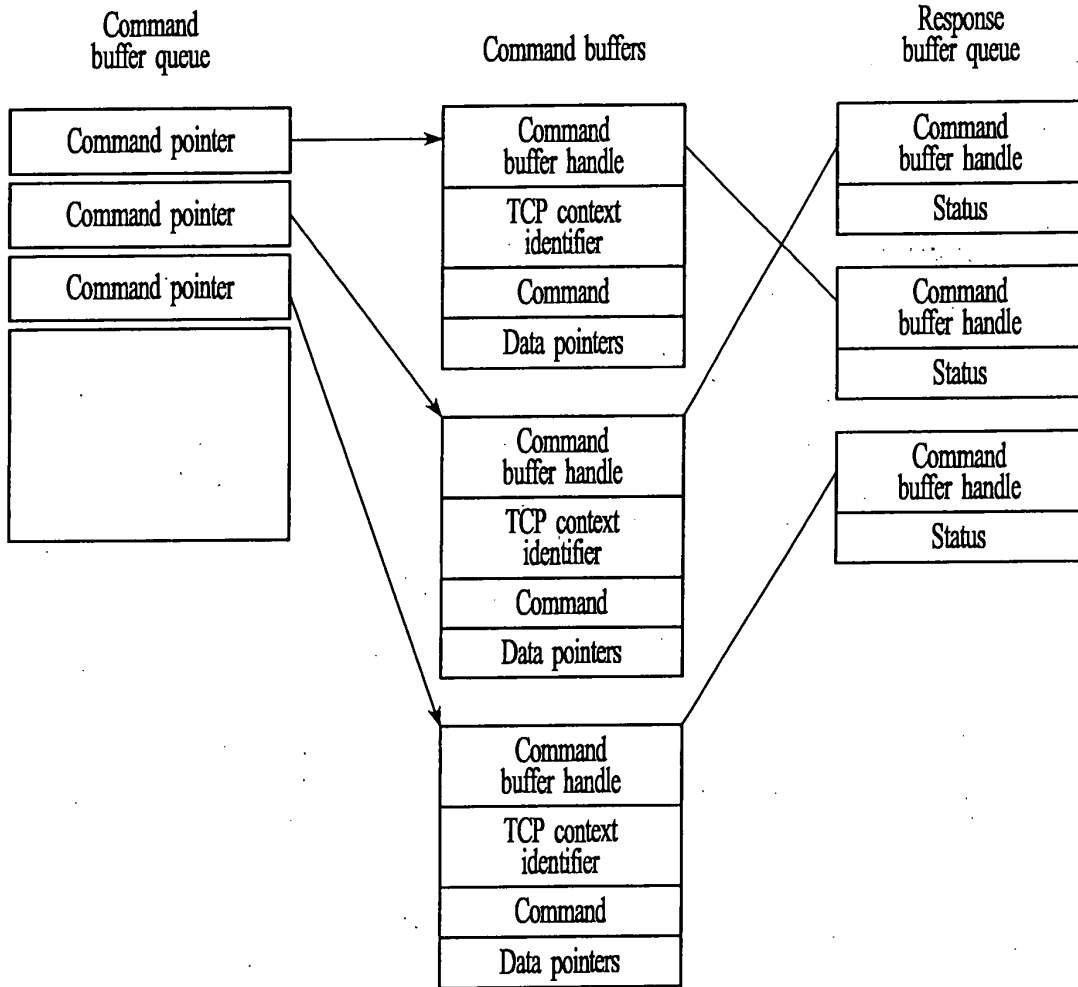 Command
buffer queue
Command pointer
Command pointer
Command pointer
Command buffers
Command
buffer handle
TCP context
identifier
Command
Data pointers
Command
buffer handle
TCP context
identifier
Command
Data pointers
Command
buffer handle
TCP context
identifier
Command
Data pointers
Response
buffer queue
Command
buffer handle
Status
Command
buffer handle
Status
Command
buffer handle
Status